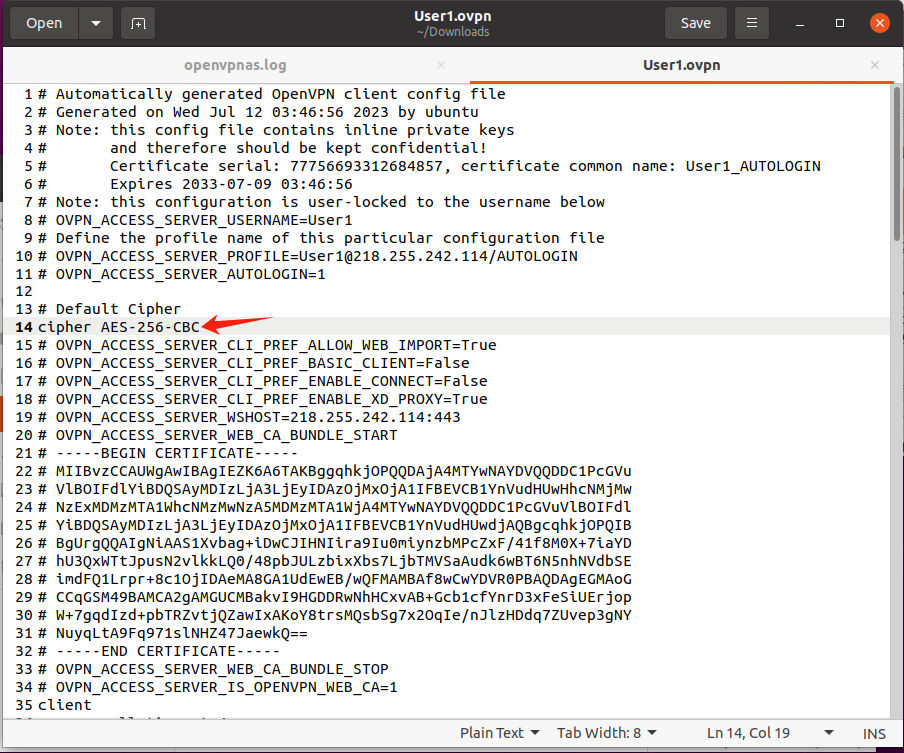 Open
User1.ovpn
~/Downloads
Save
openvpnas.log
User1.ovpn
1 # Automatically generated OpenVPN client config file
2 # Generated on Wed Jul 12 03:46:56 2023 by ubuntu
3 # Note: this config file contains inline private keys
4 #       and therefore should be kept confidential!
5 #       Certificate serial: 77756693312684857, certificate common name: User1_AUTOLOGIN
6 #       Expires 2033-07-09 03:46:56
7 # Note: this configuration is user-locked to the username below
8 # OVPN_ACCESS_SERVER_USERNAME=User1
9 # Define the profile name of this particular configuration file
10 # OVPN_ACCESS_SERVER_PROFILE=User1@218.255.242.114/AUTOLOGIN
11 # OVPN_ACCESS_SERVER_AUTOLOGIN=1
12
13 # Default Cipher
14 cipher AES-256-CBC
15 # OVPN_ACCESS_SERVER_CLI_PREF_ALLOW_WEB_IMPORT=True
16 # OVPN_ACCESS_SERVER_CLI_PREF_BASIC_CLIENT=False
17 # OVPN_ACCESS_SERVER_CLI_PREF_ENABLE_CONNECT=False
18 # OVPN_ACCESS_SERVER_CLI_PREF_ENABLE_XD_PROXY=True
19 # OVPN_ACCESS_SERVER_WSHOST=218.255.242.114:443
20 # OVPN_ACCESS_SERVER_WEB_CA_BUNDLE_START
21 # -----BEGIN CERTIFICATE-----
22 # MIIBvzCCAUWgAwIBAgIEZK6A6TAKBggqhkjOPQQDAjA4MTYwNAYDVQQDDC1PcGVu
23 # VlBOIFdlYiBDQSAyMDIzLjA3LjEyIDAzOjMxOjA1IFBEVCB1YnVudHUwHhcNMjMw
24 # NzExMDMzMTA1WhcNMzMwNzA5MDMzMTA1WjA4MTYwNAYDVQQDDC1PcGVuVlBOIFdl
25 # YiBDQSAyMDIzLjA3LjEyIDAzOjMxOjA1IFBEVCB1YnVudHUwdjAQBgcqhkjOPQIB
26 # BgUrgQQAIgNiAAS1Xvbag+iDwCJIHNIira9Iu0miynzbMPcZxF/41f8M0X+7iaYD
27 # hU3QxWTtJpusN2vlkkLQ0/48pbJULzbixXbs7LjbTMVSaAudk6wBT6N5nhNVdbSE
28 # imdFQ1Lrpr+8c1OjIDAeMA8GA1UdEwEB/wQFMAMBAf8wCwYDVR0PBAQDAgEGMAoG
29 # CCqGSM49BAMCA2gAMGUCMBakvI9HGDDRwNhHCxvAB+Gcb1cfYnrD3xFeSiUErjop
30 # W+7gqdIzd+pbTRZvtjQZawIxAKoY8trsMQsbSg7x2OqIe/nJlzHDdq7ZUvep3gNY
31 # NuyqLtA9Fq971slNHZ47JaewkQ==
32 # -----END CERTIFICATE-----
33 # OVPN_ACCESS_SERVER_WEB_CA_BUNDLE_STOP
34 # OVPN_ACCESS_SERVER_IS_OPENVPN_WEB_CA=1
35 client
Plain Text
Tab Width: 8
Ln 14, Col 19
INS